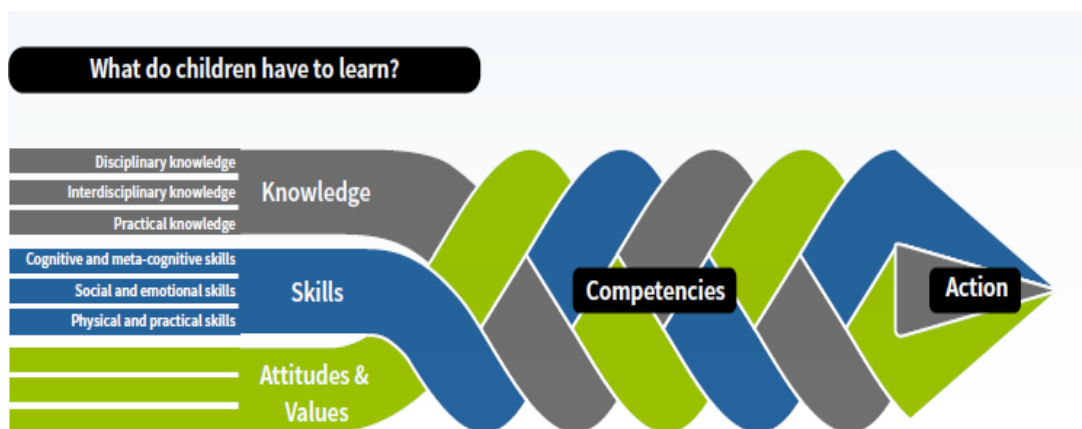 What do children have to learn?
Disciplinary knowledge
Interdisciplinary knowledge
Practical knowledge
Knowledge
Cognitive and meta-cognitive skills
Social and emotional skills
Physical and practical skills
Skills
Attitudes &
Values
Competencies
Action